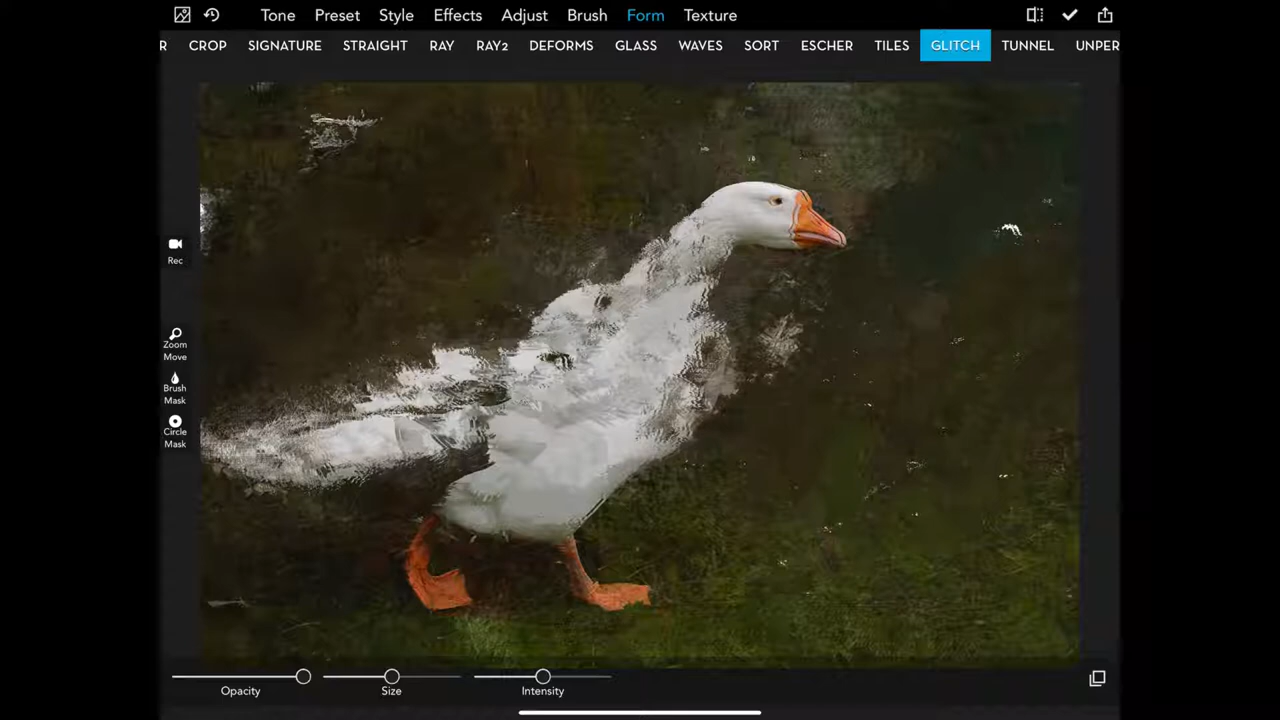 Tone Preset Style Effects Adjust Brush Form Texture
R CROP SIGNATURE STRAIGHT RAY RAY2 DEFORMS GLASS WAVES SORT ESCHER TILES GLITCH TUNNEL UNPER
Rec
Zoom
Move
Brush
Mask
Circle
Mask
Opacity Size Intensity